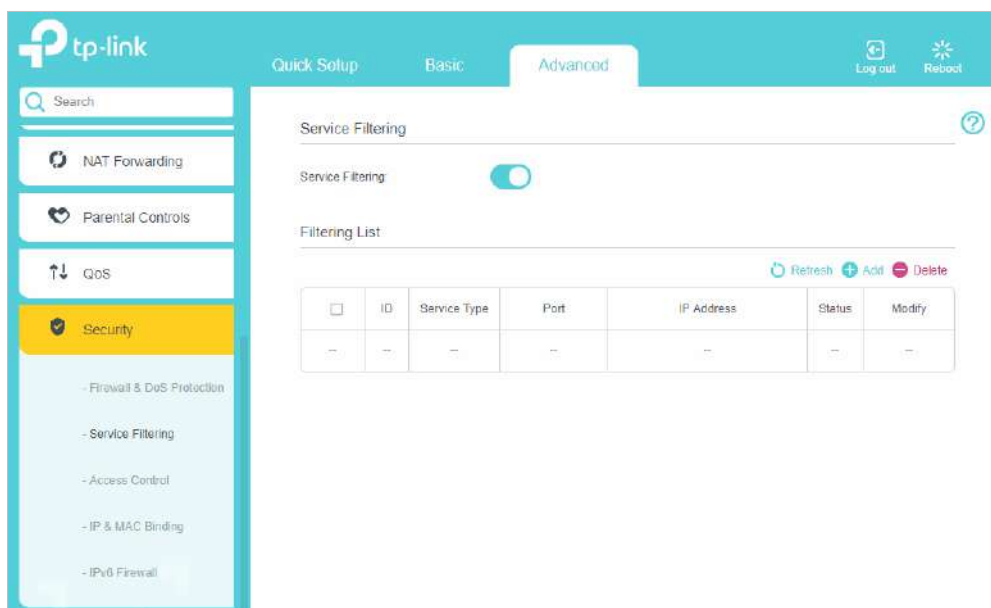 tp-link
Quick Setup Basic Advanced Log out Reboot
Search
NAT Forwarding
Parental Controls
QoS
Security
- Firewall & DoS Protection
- Service Filtering
- Access Control
- IP & MAC Binding
- IPv6 Firewall
Service Filtering
Service Filtering:
Filtering List
Refresh Add Delete
ID Service Type Port IP Address Status Modify
-- -- -- -- -- -- --